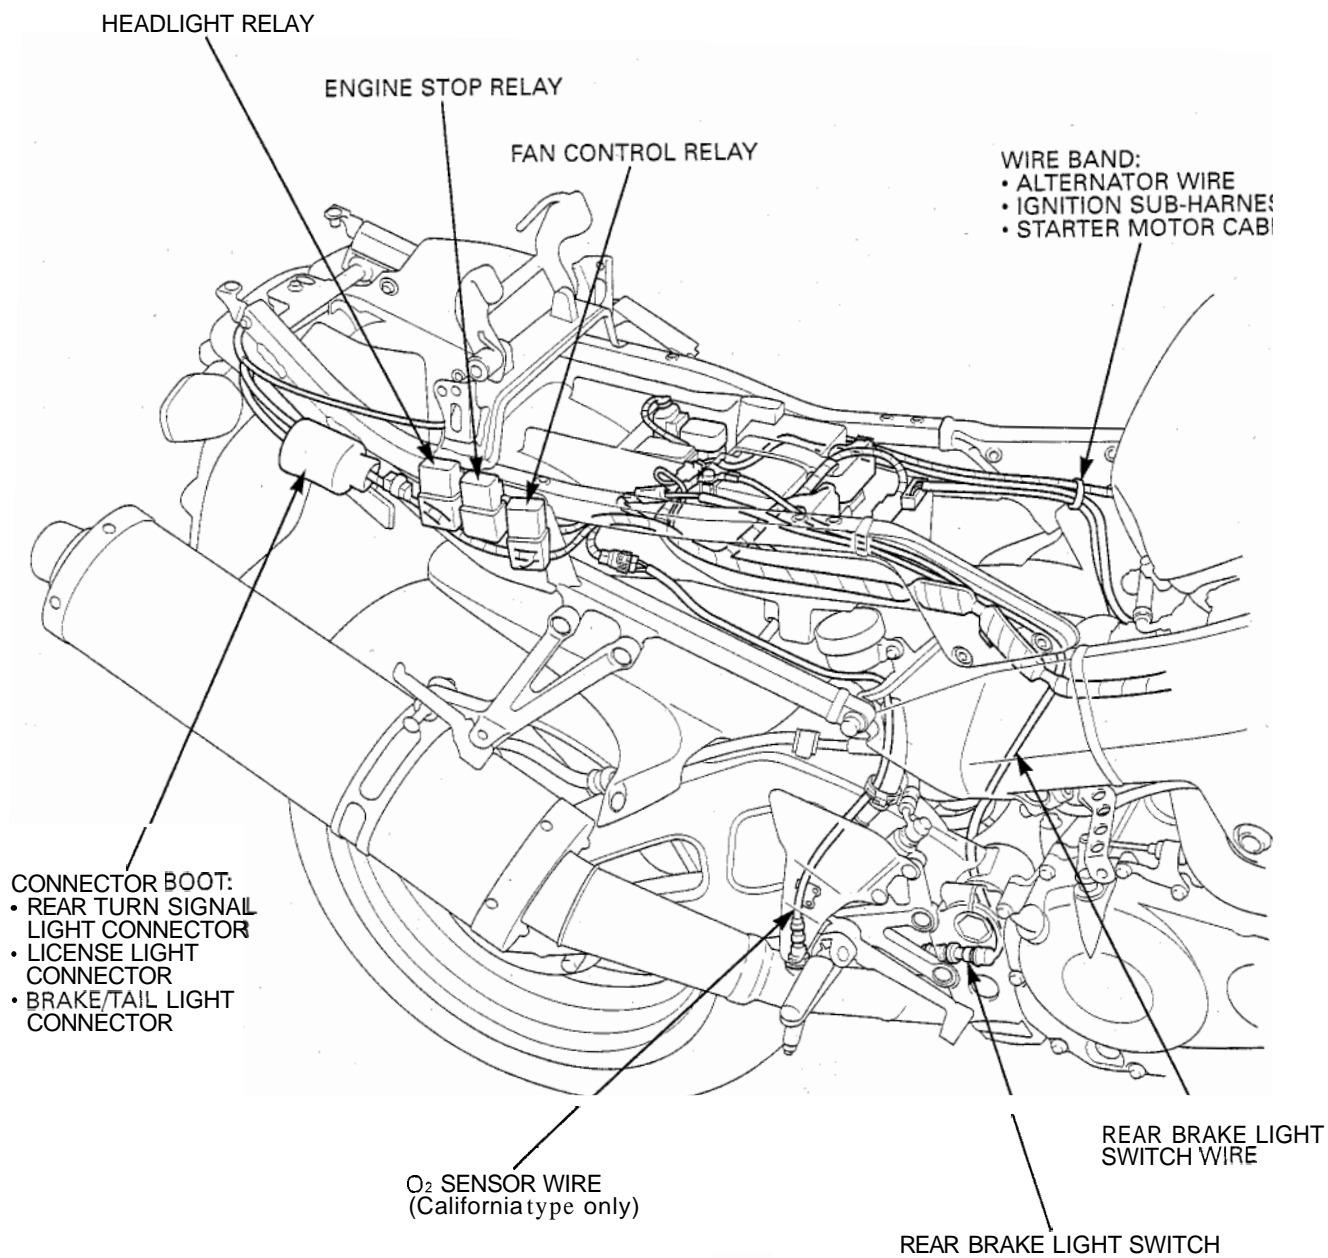 HEADLIGHT RELAY
ENGINE STOP RELAY
FAN CONTROL RELAY
WIRE BAND:
• ALTERNATOR WIRE
• IGNITION SUB-HARNES
• STARTER MOTOR CAB
CONNECTOR BOOT:
• REAR TURN SIGNAL
LIGHT CONNECTOR
• LICENSE LIGHT
CONNECTOR
• BRAKE/TAIL LIGHT
CONNECTOR
O₂ SENSOR WIRE
(California type only)
REAR BRAKE LIGHT
SWITCH WIRE
REAR BRAKE LIGHT SWITCH